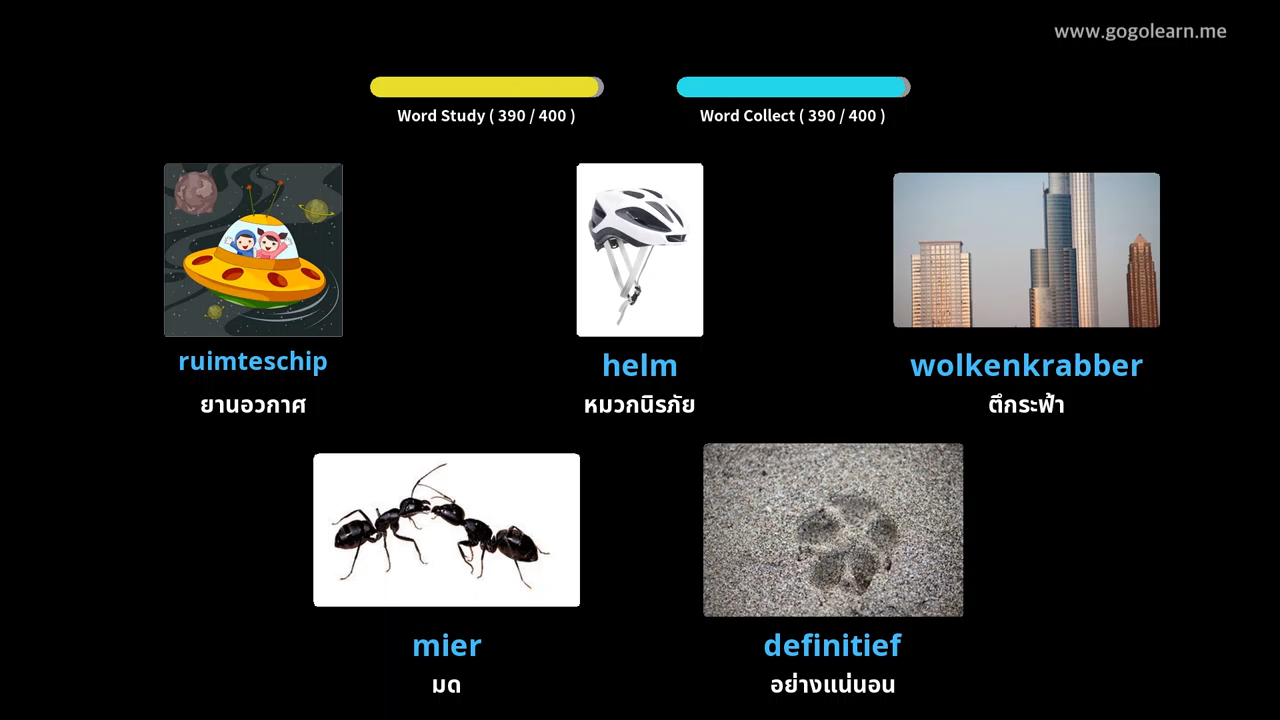 www.gogolearn.me
Word Study ( 390 / 400 )
Word Collect ( 390 / 400 )
ruimteschip
ยานอวกาศ
helm
หมวกนิรภัย
wolkenkrabber
ตึกระฟ้า
mier
มด
definitief
อย่างแน่นอน